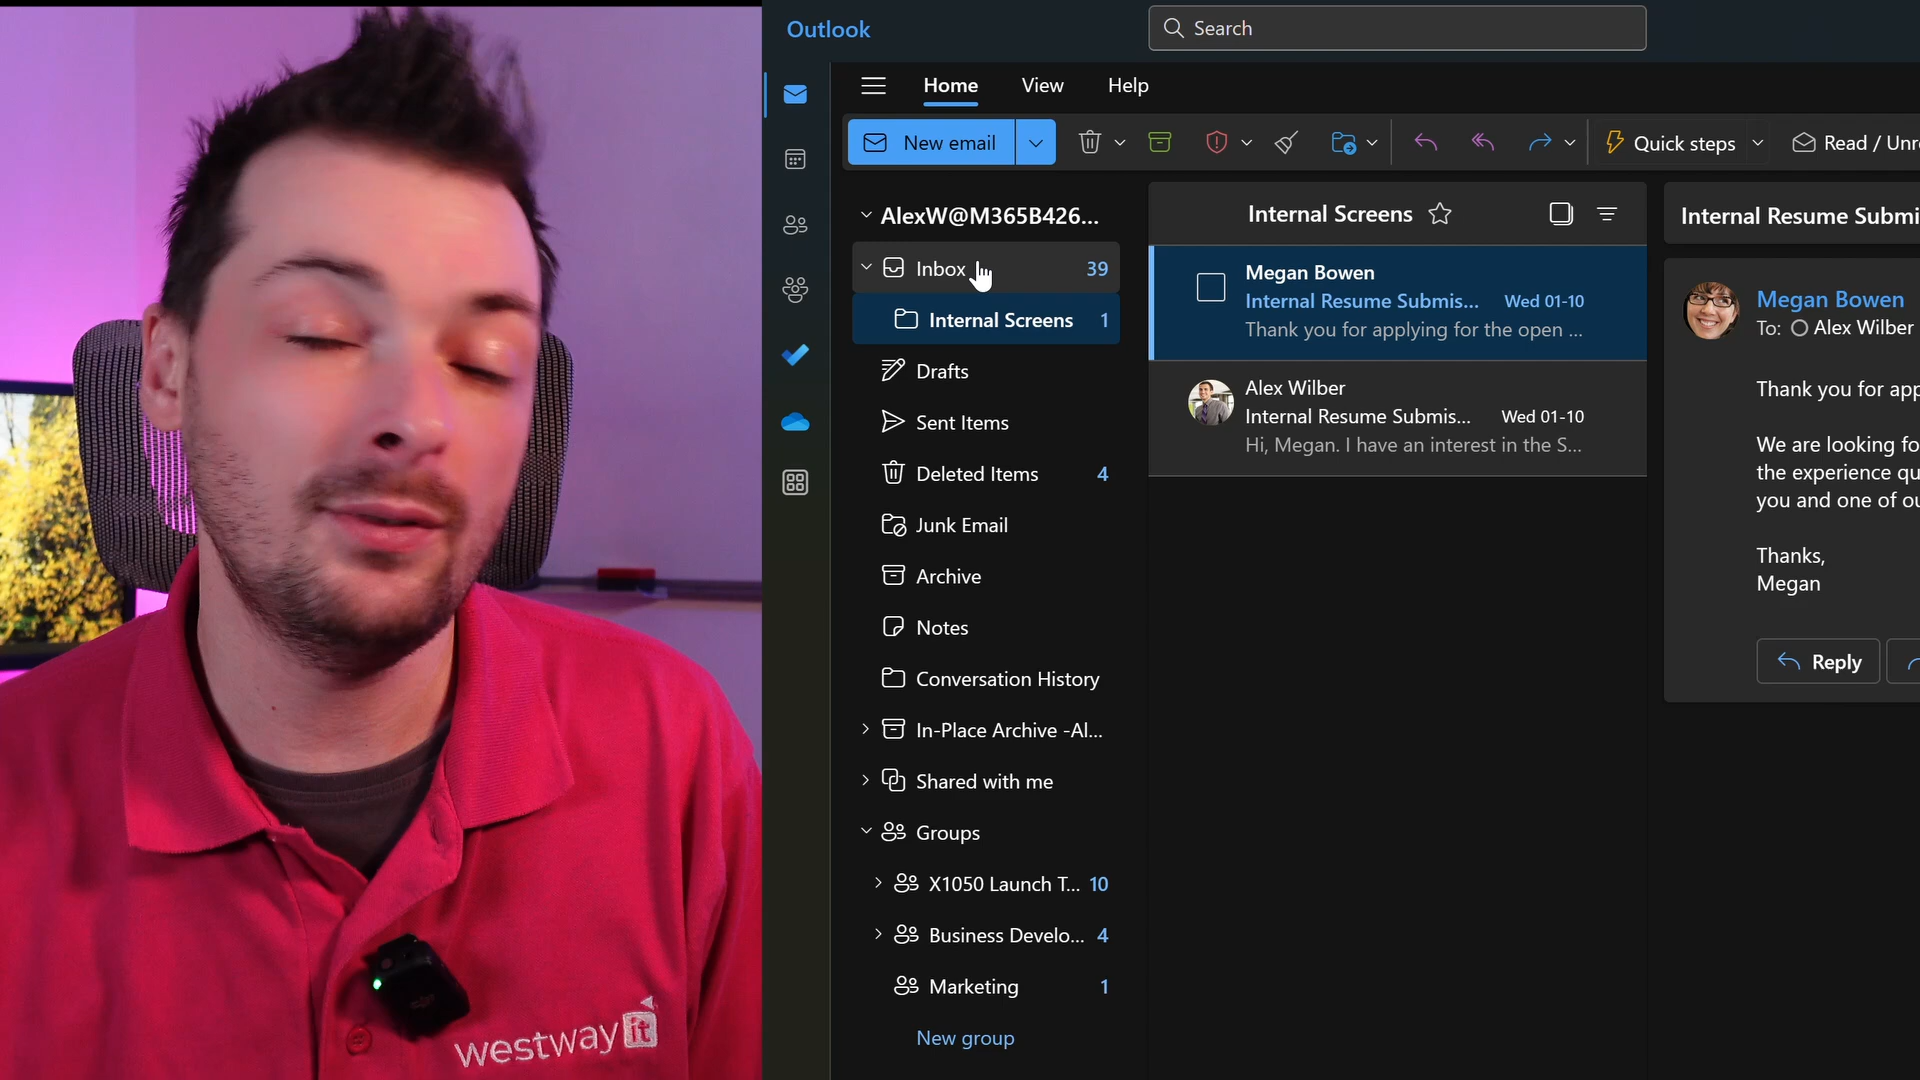 Outlook
Search
Home
View
Help
New email
Quick steps
Read / Unr
AlexW@M365B426...
Inbox
39
Internal Screens
1
Drafts
Sent Items
Deleted Items
4
Junk Email
Archive
Notes
Conversation History
In-Place Archive -Al...
Shared with me
Groups
X1050 Launch T...
10
Business Develo...
4
Marketing
1
New group
Internal Screens
Megan Bowen
Internal Resume Submis...
Wed 01-10
Thank you for applying for the open ...
Alex Wilber
Internal Resume Submis...
Wed 01-10
Hi, Megan. I have an interest in the S...
Internal Resume Submi
Megan Bowen
To: Alex Wilber
Thank you for app
We are looking fo
the experience qu
you and one of ou
Thanks,
Megan
Reply
westway it